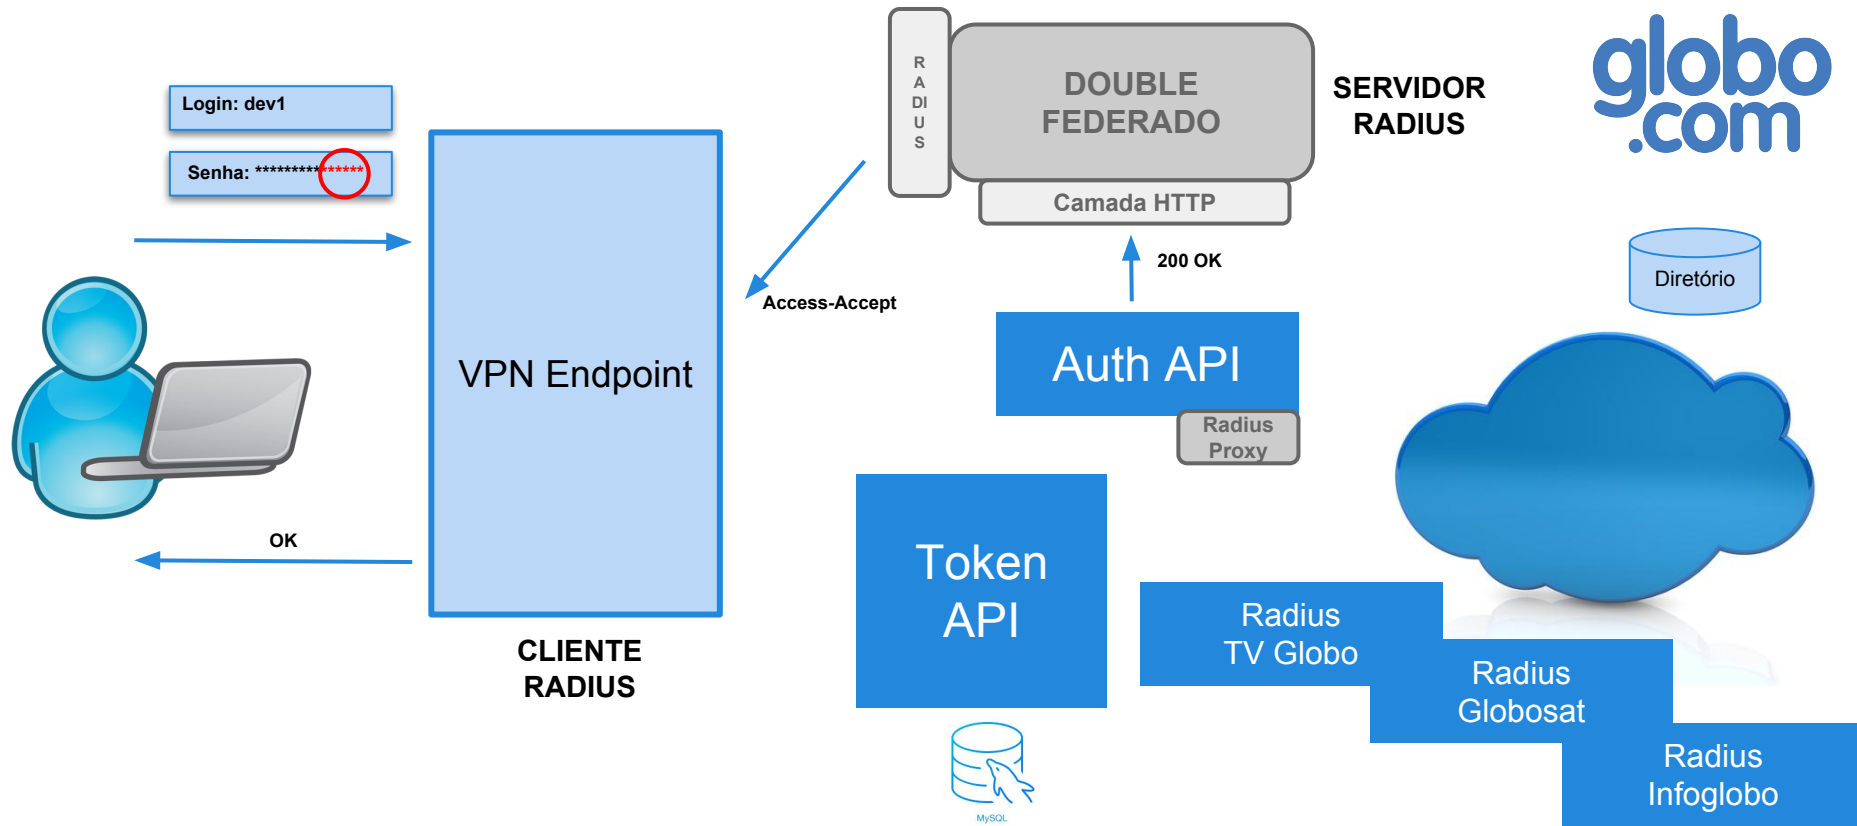 Login: dev1
Senha: ******************
OK
VPN Endpoint
CLIENTE
RADIUS
R
A
DI
U
S
DOUBLE
FEDERADO
Camada HTTP
SERVIDOR
RADIUS
globo
.com
200 OK
Access-Accept
Auth API
Radius
Proxy
Diretório
Token
API
MySQL
Radius
TV Globo
Radius
Globosat
Radius
Infoglobo